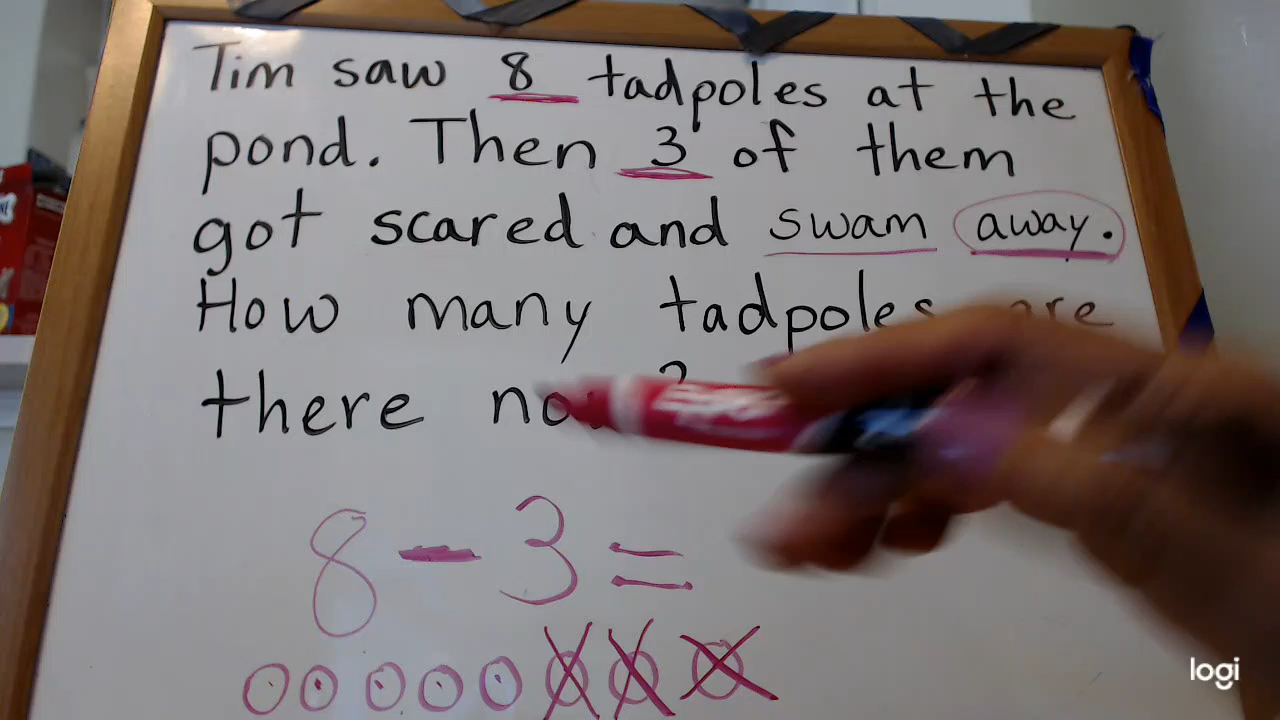 Tim saw 8 tadpoles at the
pond. Then 3 of them
got scared and swam away.
How many tadpoles are
there
8 - 3 =
logi